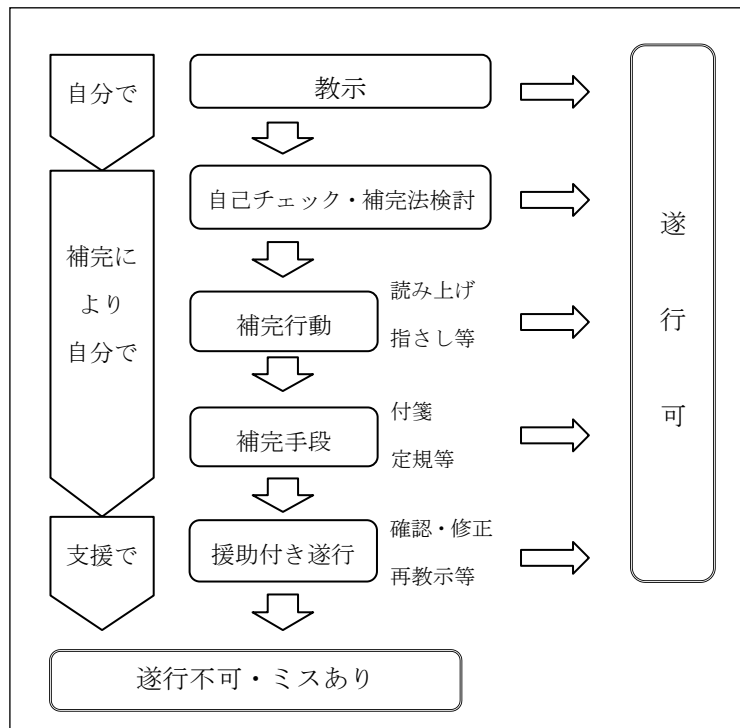 自分で
教示
自己チェック・補完法検討
補完に
より
自分で
補完行動
読み上げ
指さし等
補完手段
付箋
定規等
支援で
援助付き遂行
確認・修正
再教示等
遂行不可・ミスあり
遂
行
可